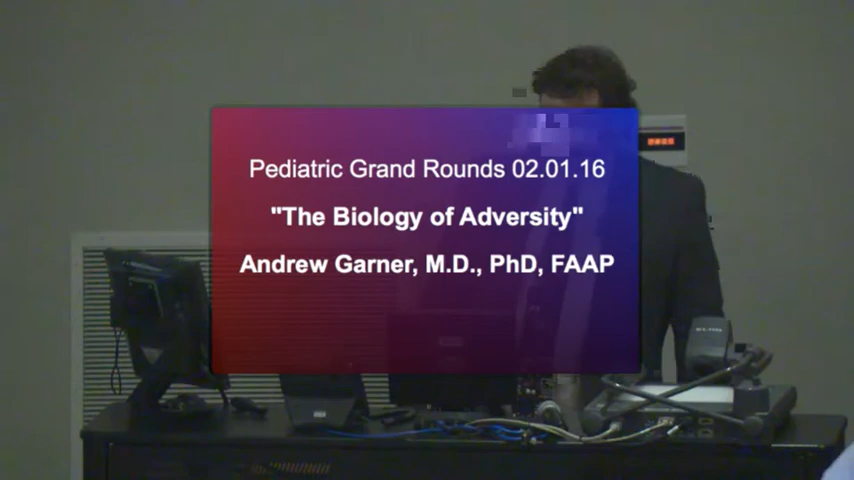 Pediatric Grand Rounds 02.01.16
"The Biology of Adversity"
Andrew Garner, M.D., PhD, FAAP